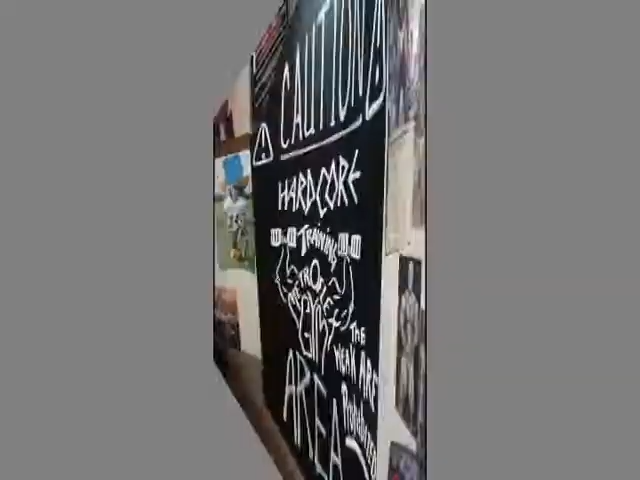 CAUTION
HARDCORE
TRAINING
GYM
THE
WEAK ARE
Prohibited
AREA